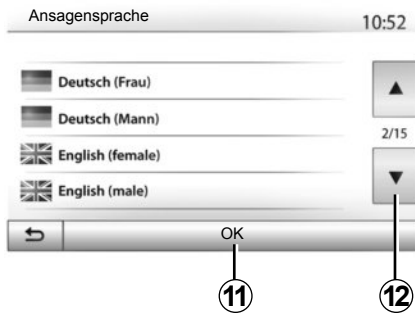 Ansagensprache 10:52
Deutsch (Frau)
Deutsch (Mann)
2/15
English (female)
English (male)
OK
11 12